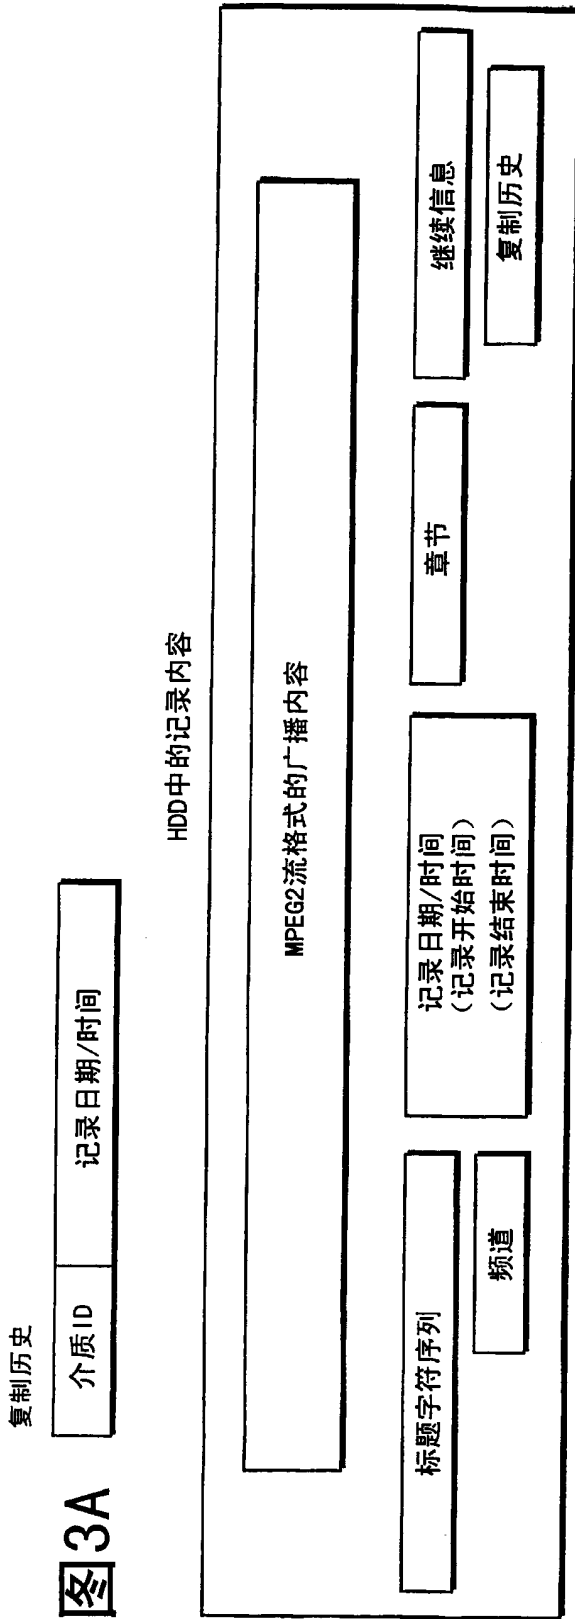 图3A
复制历史
介质ID
记录日期/时间
HDD中的记录内容
MPEG2流格式的广播内容
标题字符序列
频道
记录日期/时间
(记录开始时间)
(记录结束时间)
章节
继续信息
复制历史